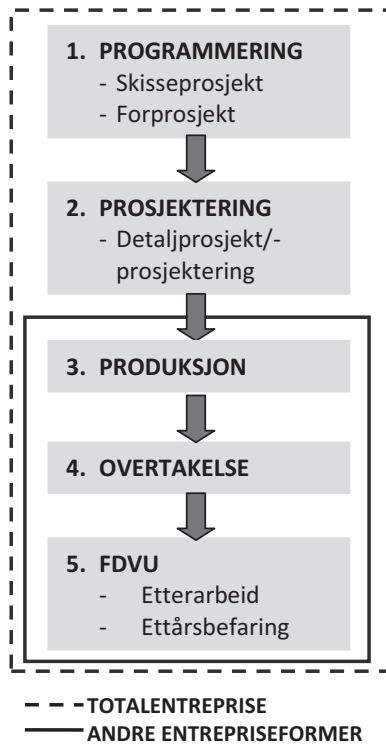 1. PROGRAMMERING
- Skisseprosjekt
- Forprosjekt
2. PROSJEKTERING
- Detaljprosjekt/-
prosjektering
3. PRODUKSJON
4. OVERTAKELSE
5. FDVU
- Etterarbeid
- Ettårsbefaring
TOTALENTREPRISE
ANDRE ENTREPRISEFORMER